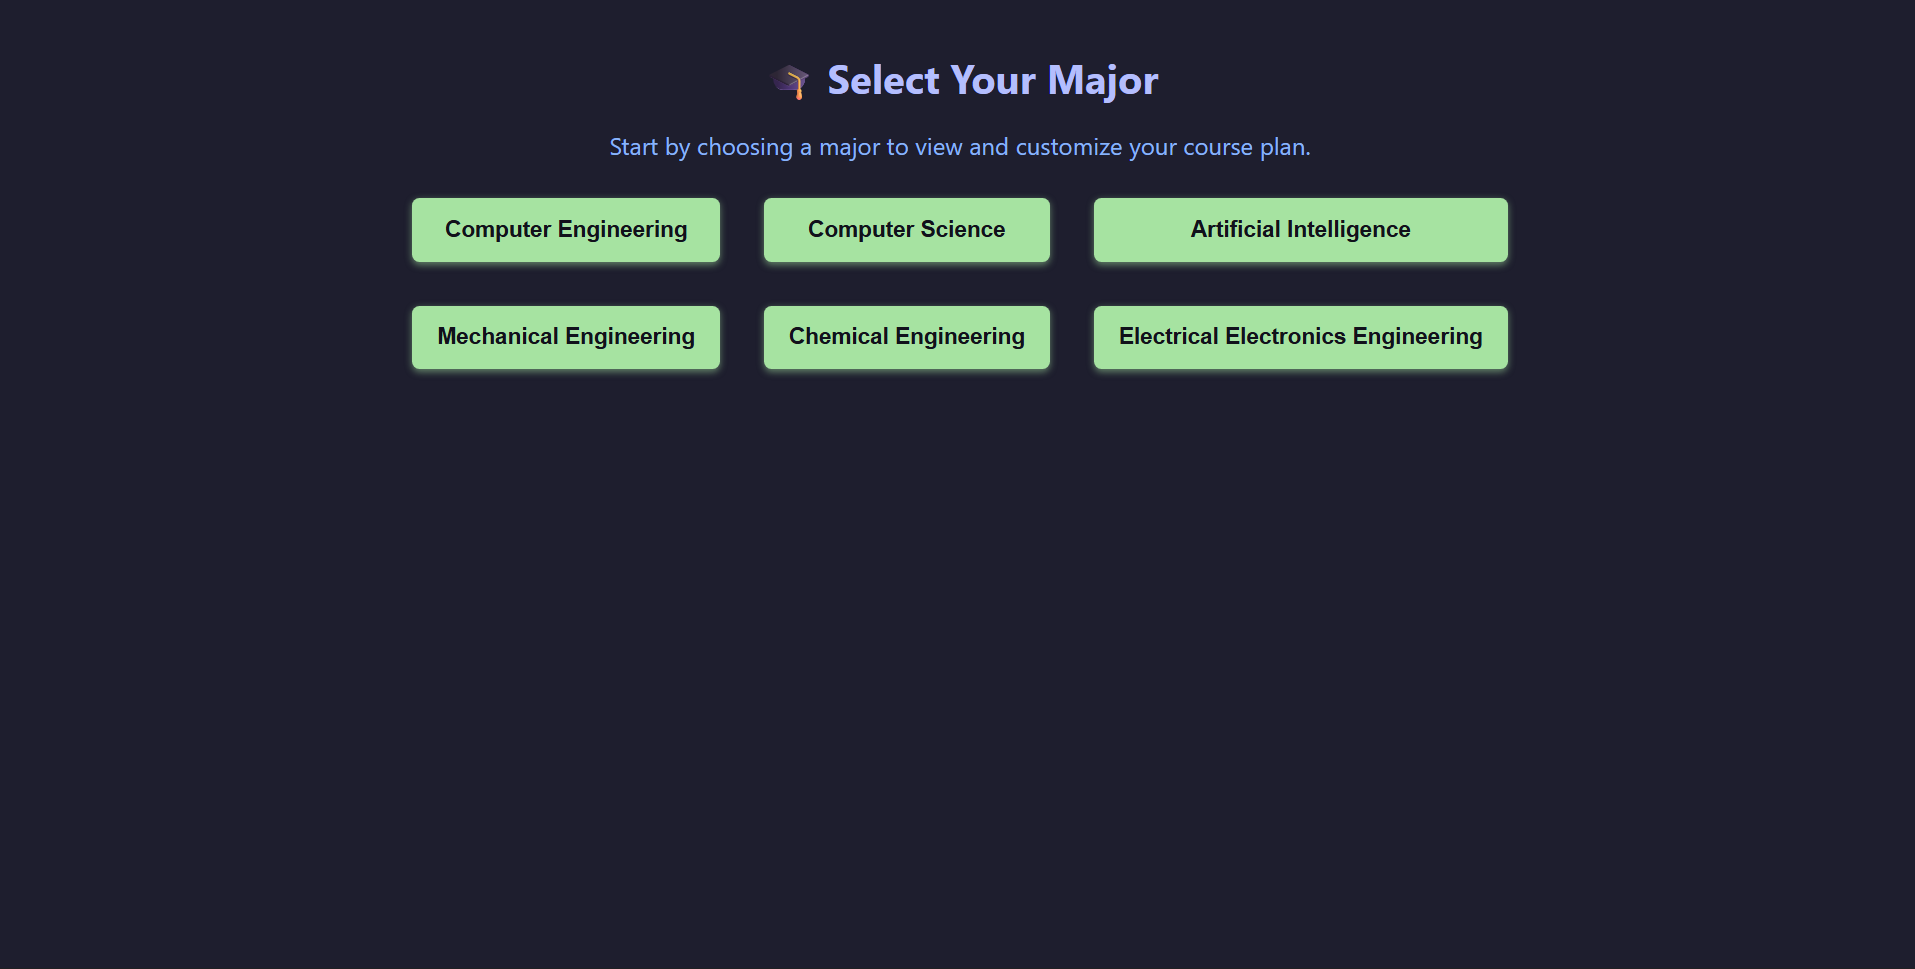 🎓 Select Your Major
Start by choosing a major to view and customize your course plan.
Computer Engineering
Computer Science
Artificial Intelligence
Mechanical Engineering
Chemical Engineering
Electrical Electronics Engineering